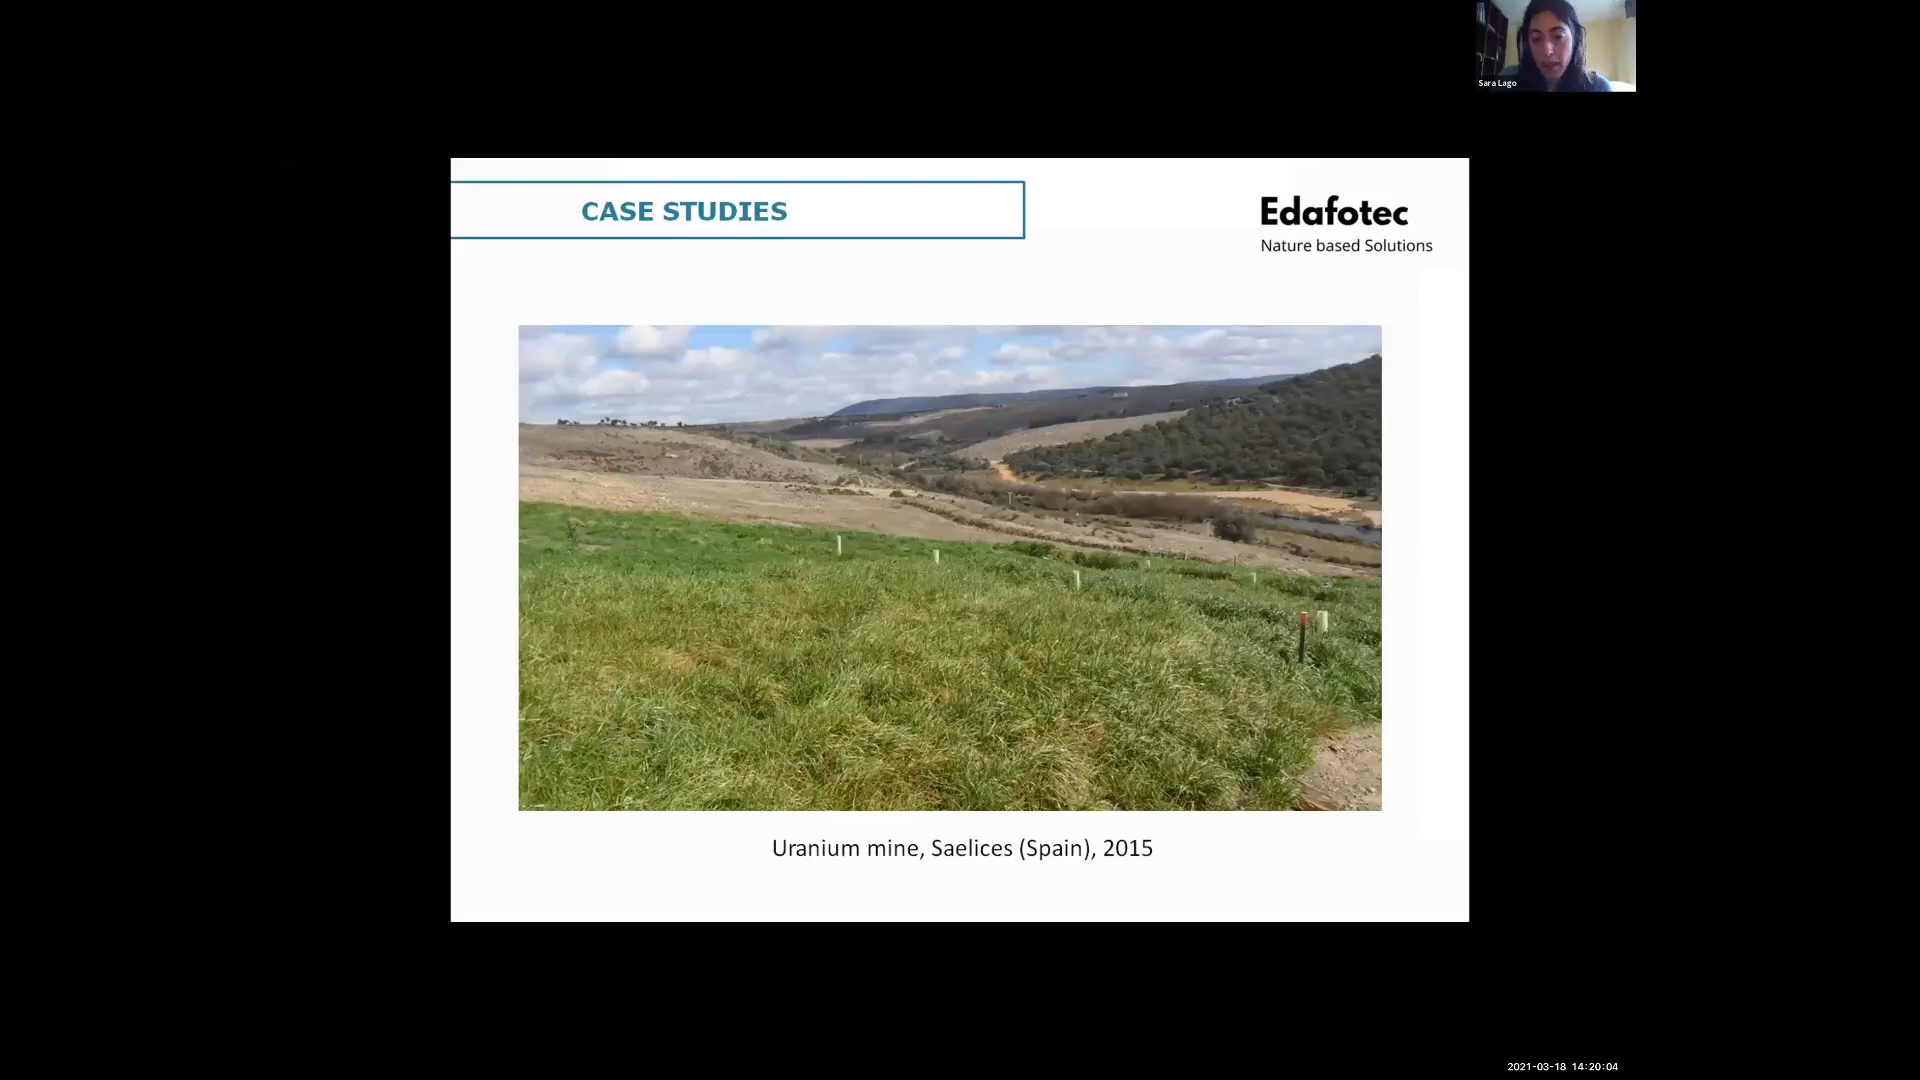 Sara Lago
CASE STUDIES
Edafotec
Nature based Solutions
Uranium mine, Saelices (Spain), 2015
2021-03-18 14:20:04